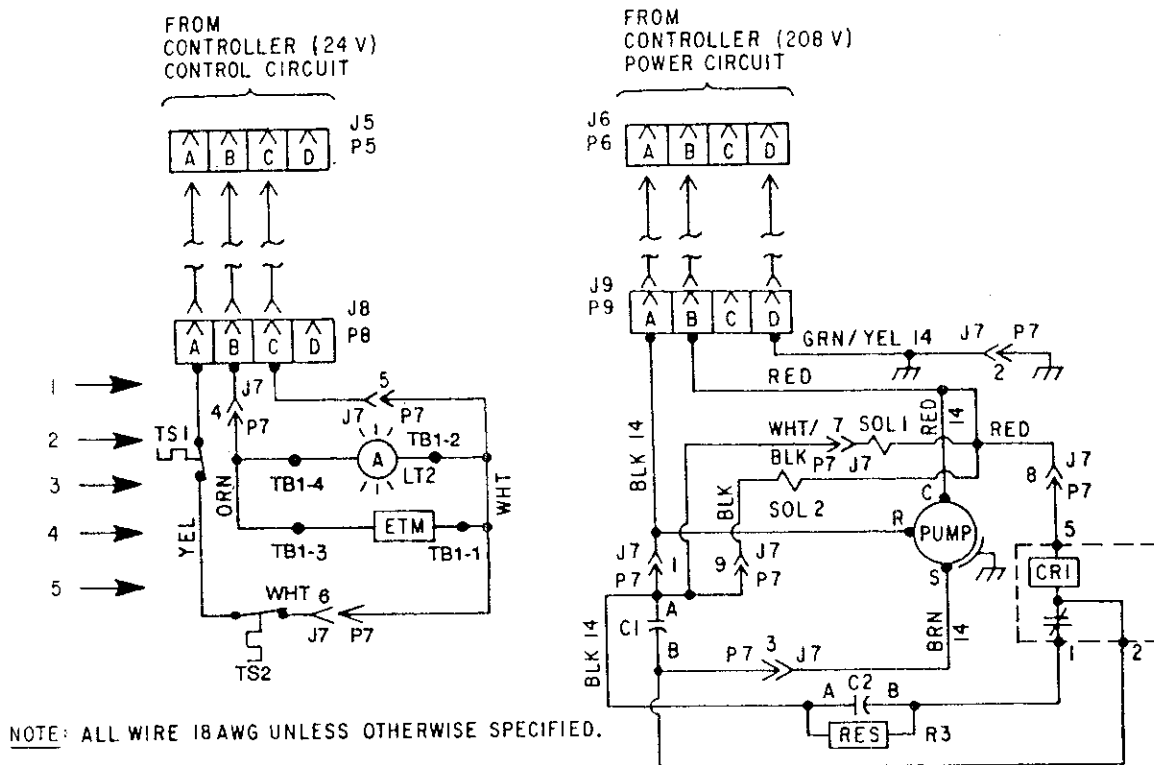 FROM
CONTROLLER (24 V)
CONTROL CIRCUIT
FROM
CONTROLLER (208 V)
POWER CIRCUIT
J5
P5
A B C D
J6
P6
A B C D
J8
P8
A B C D
J9
P9
A B C D
GRN/YEL 14
J7 P7
2
RED
1
2
3
4
5
TS1
J7
4
P7
5
J7 P7
A
LT2
TB1-2
TB1-4
ORN
WHT
YEL
ETM
TB1-3
TB1-1
WHT 6
J7 P7
TS2
BLK 14
WHT/ 7 SOL 1
BLK
P7 J7
RED
14
RED
BLK
SOL 2
J7
8
P7
C
R
PUMP
S
5
CR1
1
2
J7
P7
1
9
J7
P7
A
C1
B
BLK 14
3
P7 J7
BRN
14
A C2 B
RES
R3
NOTE: ALL WIRE 18 AWG UNLESS OTHERWISE SPECIFIED.